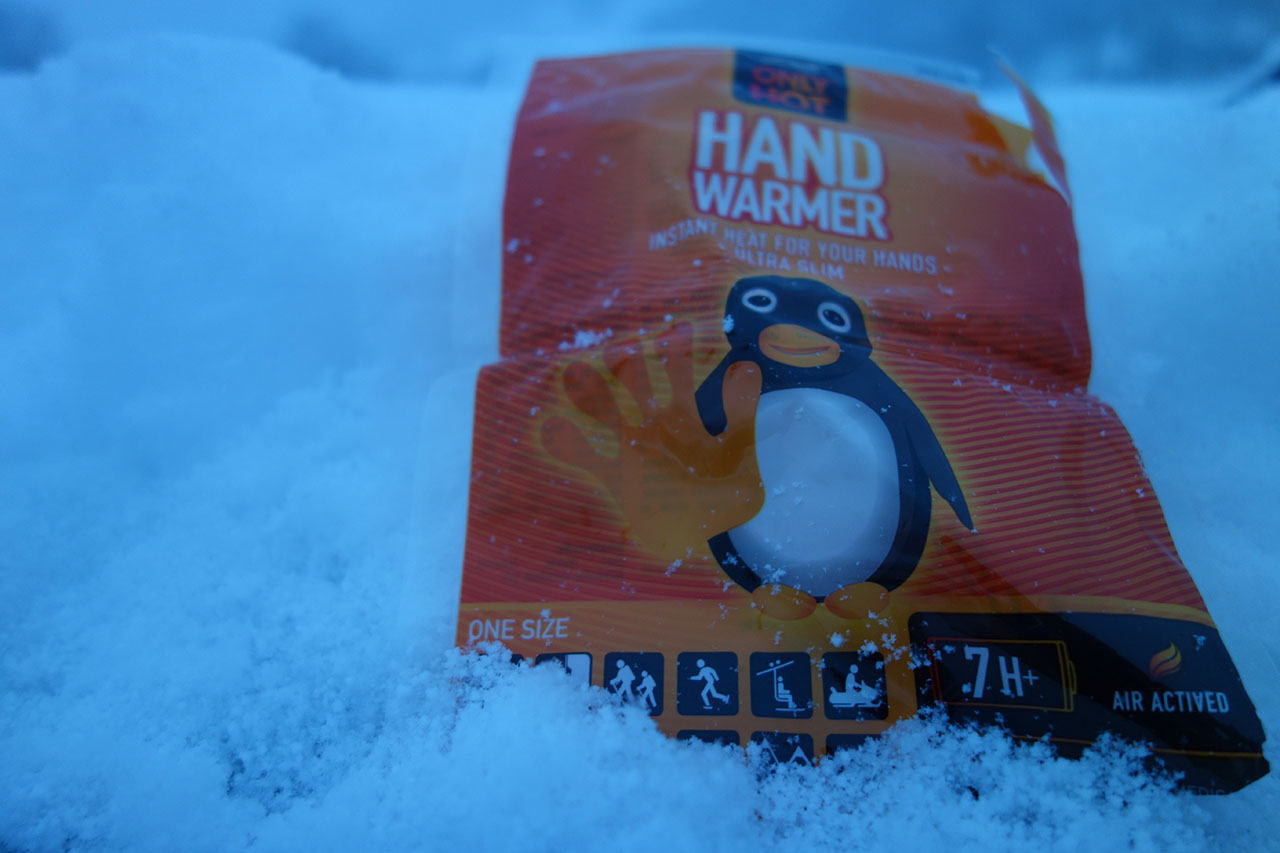 ONLY
HOT
HAND
WARMER
INSTANT HEAT FOR YOUR HANDS
ULTRA SLIM
ONE SIZE
7H+
AIR ACTIVED